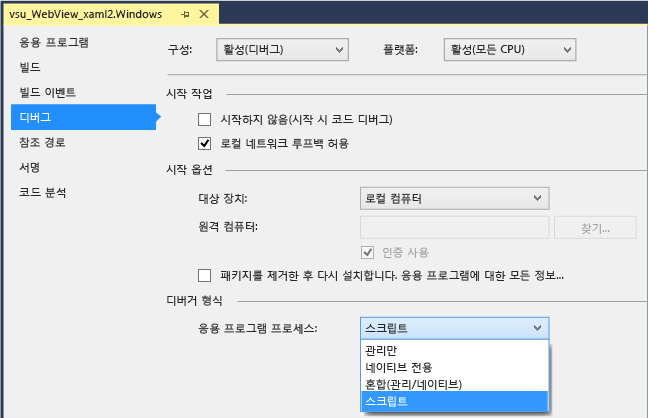 vsu_WebView_xaml2.Windows
응용 프로그램
빌드
빌드 이벤트
디버그
참조 경로
서명
코드 분석
구성: 활성(디버그) 플랫폼: 활성(모든 CPU)
시작 작업
시작하지 않음(시작 시 코드 디버그)
로컬 네트워크 루프백 허용
시작 옵션
대상 장치: 로컬 컴퓨터
원격 컴퓨터: 찾기...
인증 사용
패키지를 제거한 후 다시 설치합니다. 응용 프로그램에 대한 모든 정보...
디버거 형식
응용 프로그램 프로세스: 스크립트
관리만
네이티브 전용
혼합(관리/네이티브)
스크립트